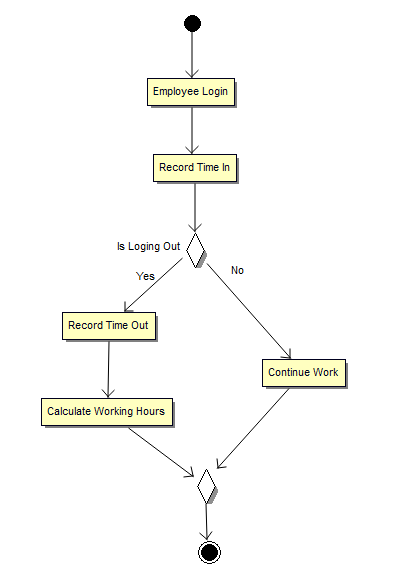 Employee Login
Record Time In
Is Loging Out
Yes
No
Record Time Out
Continue Work
Calculate Working Hours